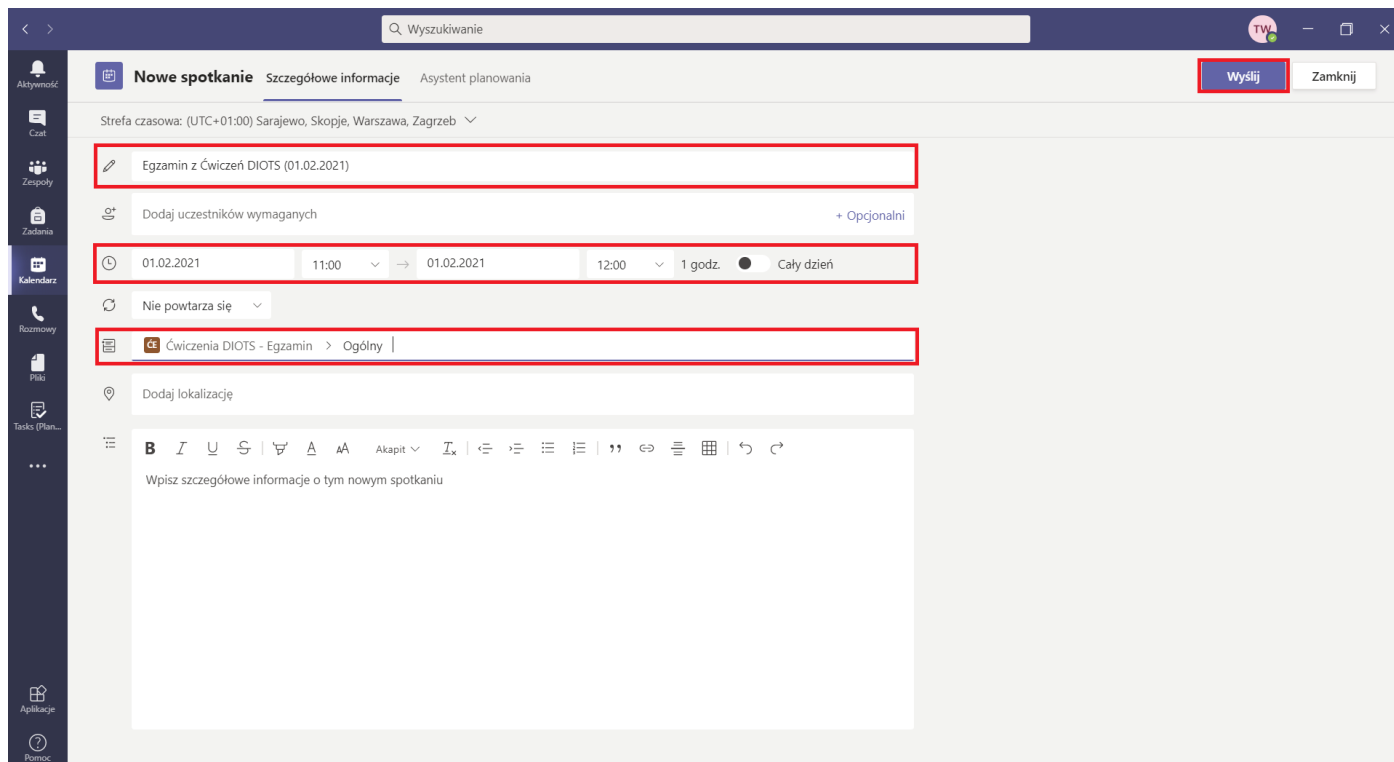 Wyszukiwanie
TW
Aktywność
Czat
Zespoły
Zadania
Kalendarz
Rozmowy
Pliki
Tasks (Plan...
Aplikacje
Pomoc
Nowe spotkanie Szczegółowe informacje Asystent planowania
Wyślij Zamknij
Strefa czasowa: (UTC+01:00) Sarajewo, Skopje, Warszawa, Zagrzeb
Egzamin z Ćwiczeń DIOTS (01.02.2021)
Dodaj uczestników wymaganych + Opcjonalni
01.02.2021 11:00 → 01.02.2021 12:00 1 godz. Cały dzień
Nie powtarza się
ĆE Ćwiczenia DIOTS - Egzamin > Ogólny
Dodaj lokalizację
B I U S A AA Akapit
Wpisz szczegółowe informacje o tym nowym spotkaniu